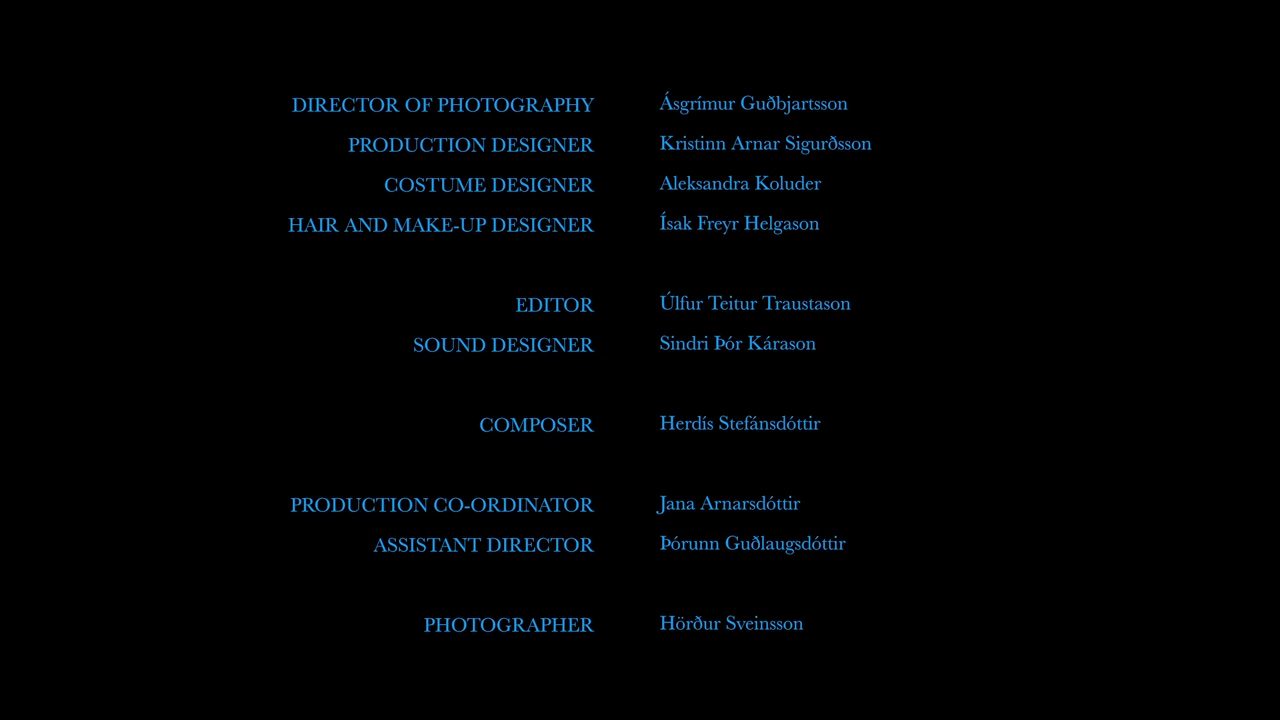 DIRECTOR OF PHOTOGRAPHY Ásgrímur Guðbjartsson
PRODUCTION DESIGNER Kristinn Arnar Sigurðsson
COSTUME DESIGNER Aleksandra Koluder
HAIR AND MAKE-UP DESIGNER Ísak Freyr Helgason
EDITOR Úlfur Teitur Traustason
SOUND DESIGNER Sindri Þór Kárason
COMPOSER Herdís Stefánsdóttir
PRODUCTION CO-ORDINATOR Jana Arnarsdóttir
ASSISTANT DIRECTOR Þórunn Guðlaugsdóttir
PHOTOGRAPHER Hörður Sveinsson